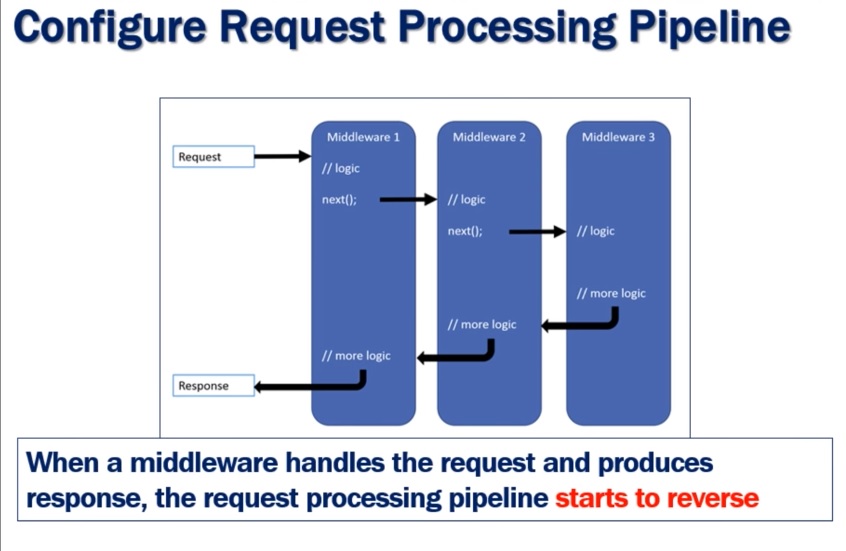 Configure Request Processing Pipeline
Middleware 1
Middleware 2
Middleware 3
Request
// logic
next();
// logic
next();
// logic
// more logic
// more logic
// more logic
Response
When a middleware handles the request and produces
response, the request processing pipeline starts to reverse